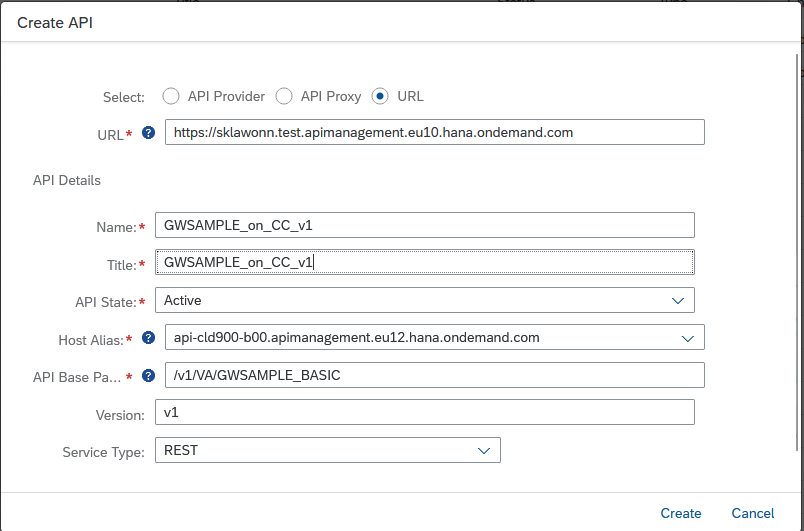 Create API
Select: API Provider API Proxy URL
URL* ? https://sklawonn.test.apimanagement.eu10.hana.ondemand.com
API Details
Name:* GWSAMPLE_on_CC_v1
Title:* GWSAMPLE_on_CC_v1
API State:* Active
Host Alias:* ? api-cld900-b00.apimanagement.eu12.hana.ondemand.com
API Base Pa... * ? /v1/VA/GWSAMPLE_BASIC
Version: v1
Service Type: REST
Create Cancel